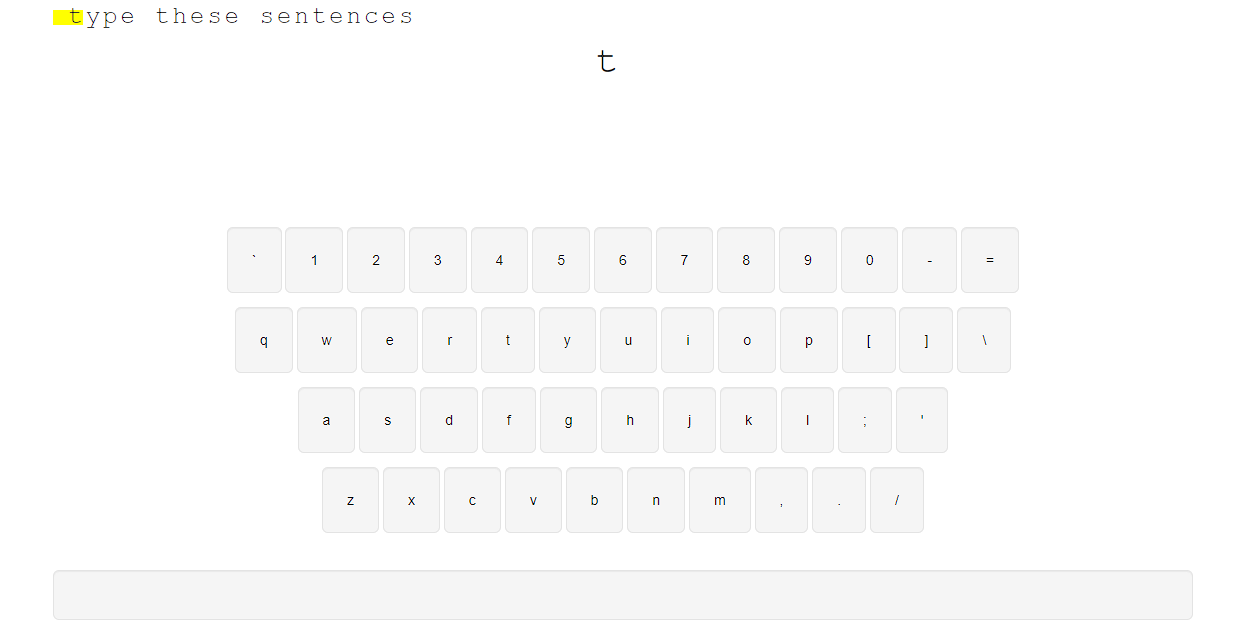 type these sentences
t
` 1 2 3 4 5 6 7 8 9 0 - =
q w e r t y u i o p [ ] \
a s d f g h j k l ; '
z x c v b n m , . /